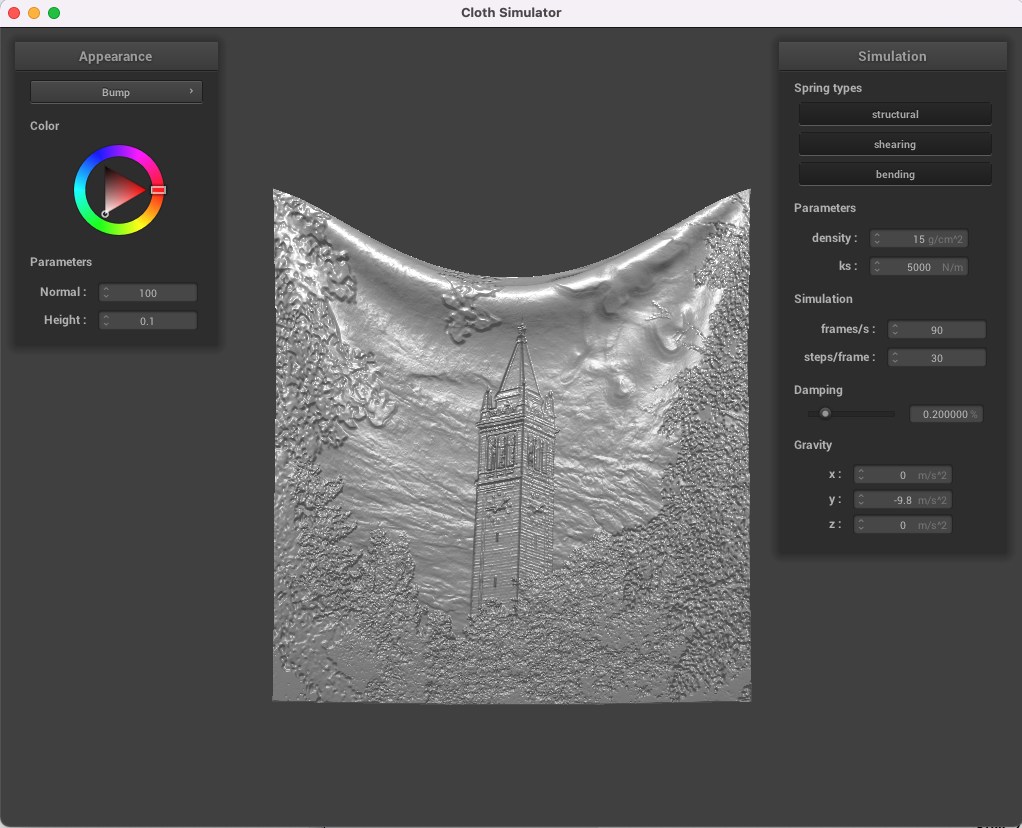 Cloth Simulator
Appearance
Bump
Color
Parameters
Normal : 100
Height : 0.1
Simulation
Spring types
structural
shearing
bending
Parameters
density : 15 g/cm^2
ks : 5000 N/m
Simulation
frames/s : 90
steps/frame : 30
Damping
0.200000 %
Gravity
x : 0 m/s^2
y : -9.8 m/s^2
z : 0 m/s^2